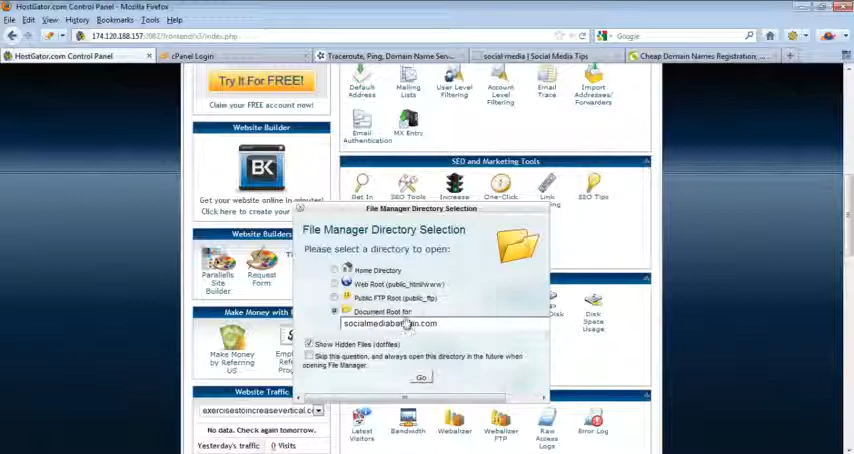 HostGator.com Control Panel - Mozilla Firefox
File Edit View History Bookmarks Tools Help
174.120.188.157:2082/frontend/x3/index.php
Google
HostGator.com Control Panel
cPanel Login
Traceroute, Ping, Domain Name Serv...
social media | Social Media Tips
Cheap Domain Names Registration, ...
Try It For FREE!
Claim your FREE account now!
Website Builder
BK
Get your website online in minutes!
Click here to create your
Website Builders
Parallels Site Builder
Request Form
Make Money with
Make Money by Referring US
Website Traffic
exercisestoincreasevertical.c
No data. Check again tomorrow.
Yesterday's traffic 0 Visits
Default Address
Mailing Lists
User Level Filtering
Account Level Filtering
Email Trace
Import Addresses/ Forwarders
Email Authentication
MX Entry
SEO and Marketing Tools
Get In
SEO Tools
Increase
One-Click
Link
SEO Tips
File Manager Directory Selection
File Manager Directory Selection
Please select a directory to open:
Home Directory
Web Root (public_html/www)
Public FTP Root (public_ftp)
Document Root for:
Show Hidden Files (dotfiles)
Skip this question, and always open this directory in the future when
opening File Manager.
Go
Disk Space Usage
Latest Visitors
Bandwidth
Webalizer
Webalizer FTP
Raw Access Logs
Error Log